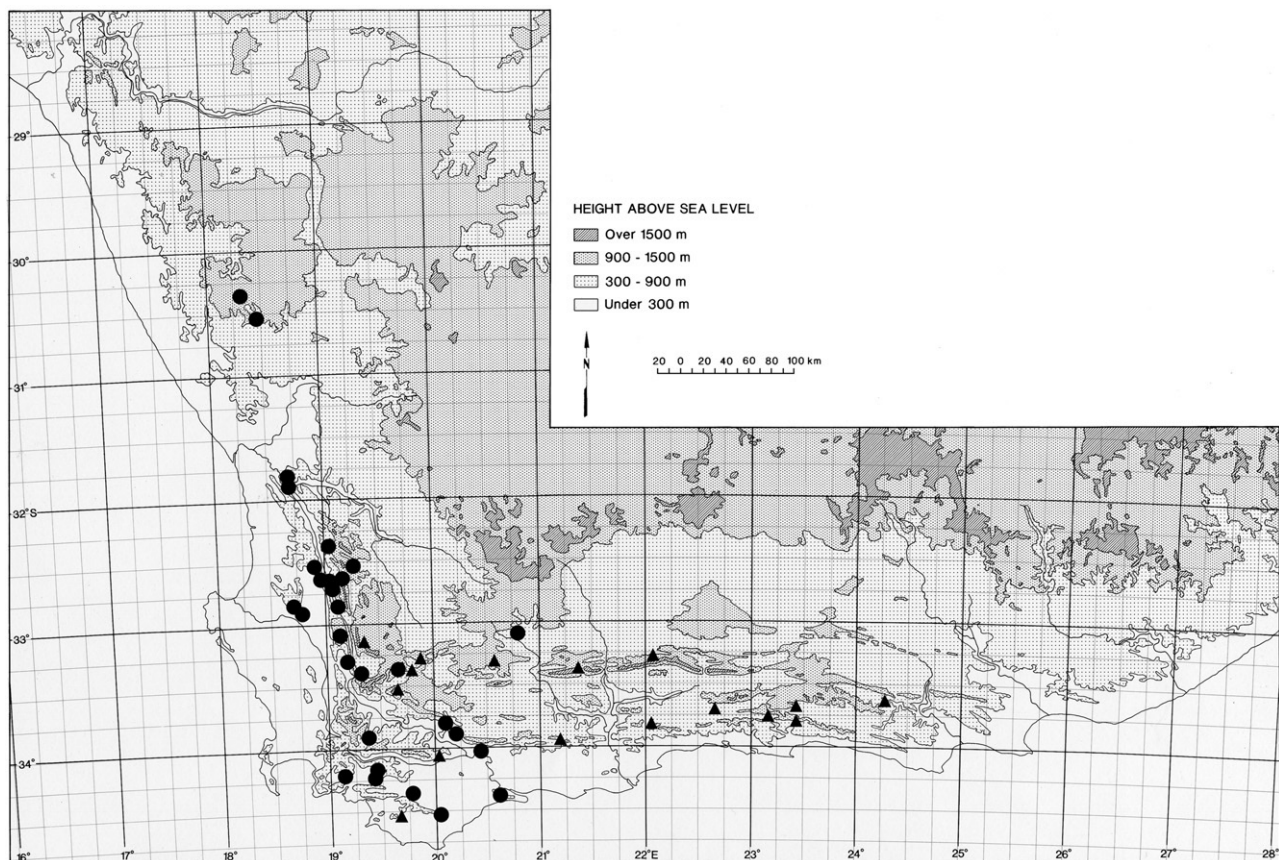 29°
30°
31°
32°S
33°
34°
HEIGHT ABOVE SEA LEVEL
Over 1500 m
900 - 1500 m
300 - 900 m
Under 300 m
N
20 0 20 40 60 80 100 km
16° 17° 18° 19° 20° 21° 22°E 23° 24° 25° 26° 27° 28°